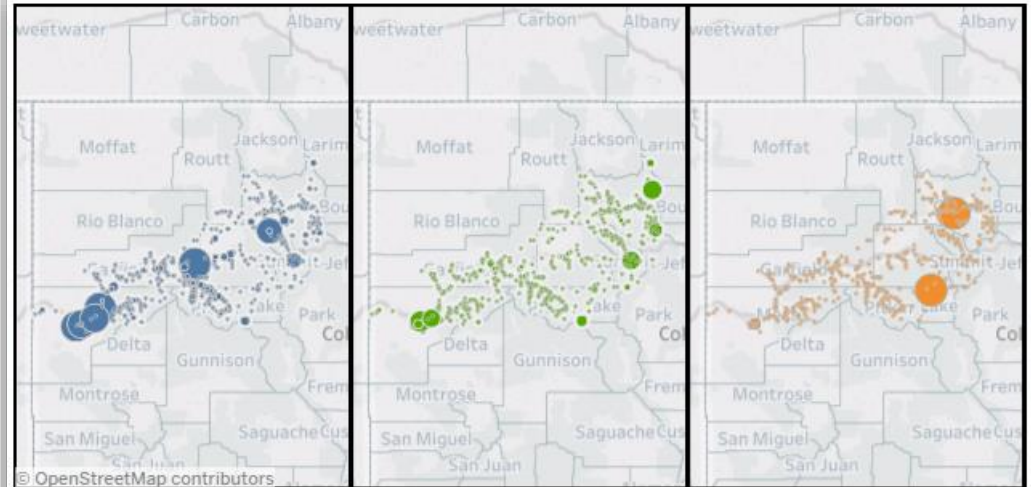 weetwater
Carbon
Albany
Moffat
Routt
Jackson
Larim
Rio Blanco
Bou
Garfield
mmit
Jef
Lake
Park
Delta
Col
Gunnison
Frem
Montrose
San Miguel
Saguache
Cus
San Juan
© OpenStreetMap contributors
weetwater
Carbon
Albany
Moffat
Routt
Jackson
Larim
Rio Blanco
Bou
Garfield
Summit
Jef
Lake
Park
Delta
Col
Gunnison
Frem
Montrose
San Miguel
Saguache
Cus
San Juan
weetwater
Carbon
Albany
Moffat
Routt
Jackson
Larim
Rio Blanco
Bou
Garfield
Summit-Jef
Lake
Park
Delta
Col
Gunnison
Frem
Montrose
San Miguel
Saguache
Cus
San Juan